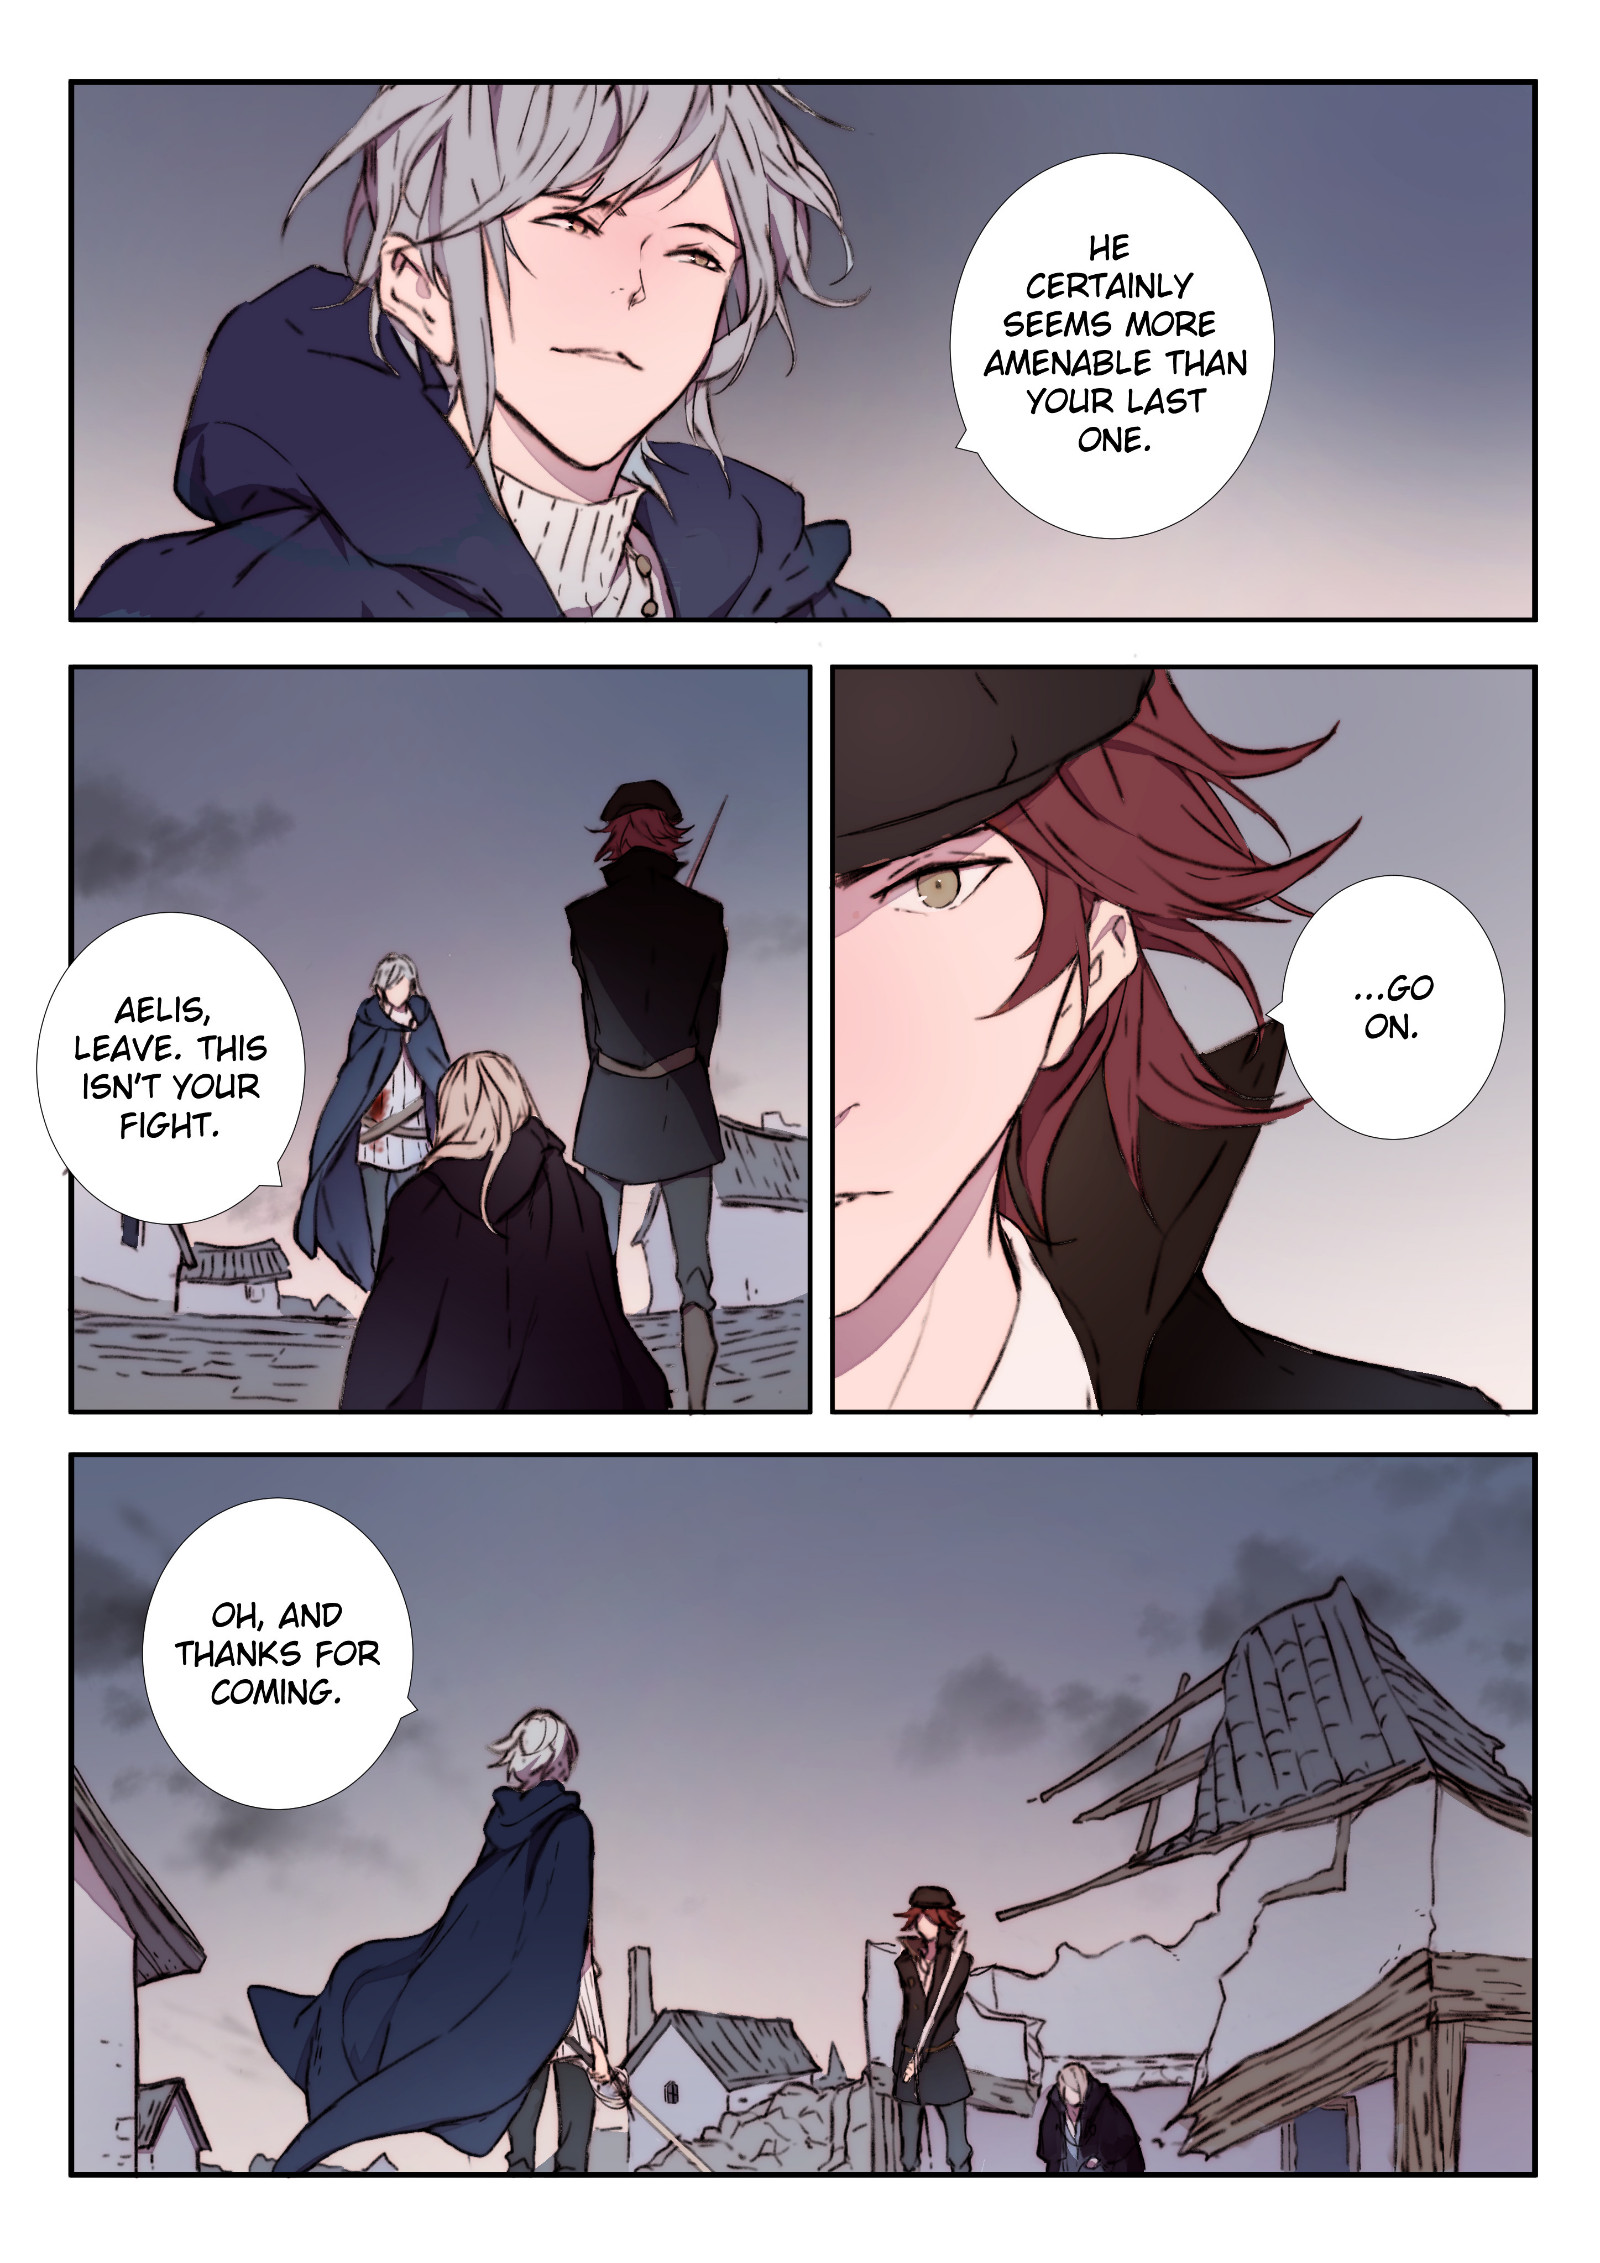 HE
CERTAINLY
SEEMS MORE
AMENABLE THAN
YOUR LAST
ONE.
AELIS,
LEAVE. THIS
ISN'T YOUR
FIGHT.
...GO
ON.
OH, AND
THANKS FOR
COMING.